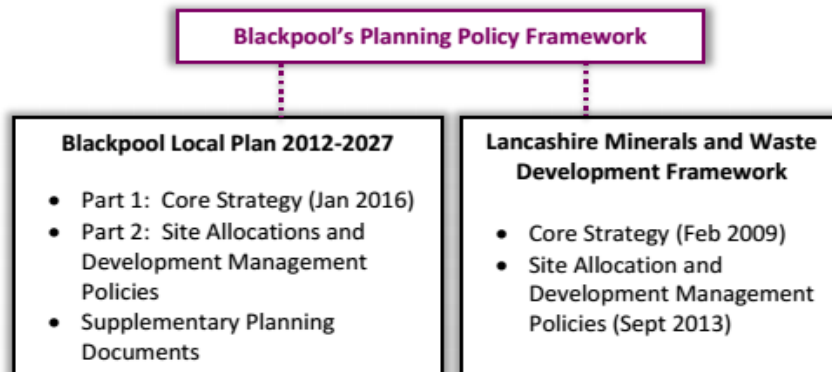 Blackpool's Planning Policy Framework
Blackpool Local Plan 2012-2027
• Part 1: Core Strategy (Jan 2016)
• Part 2: Site Allocations and
Development Management
Policies
• Supplementary Planning
Documents
Lancashire Minerals and Waste
Development Framework
• Core Strategy (Feb 2009)
• Site Allocation and
Development Management
Policies (Sept 2013)